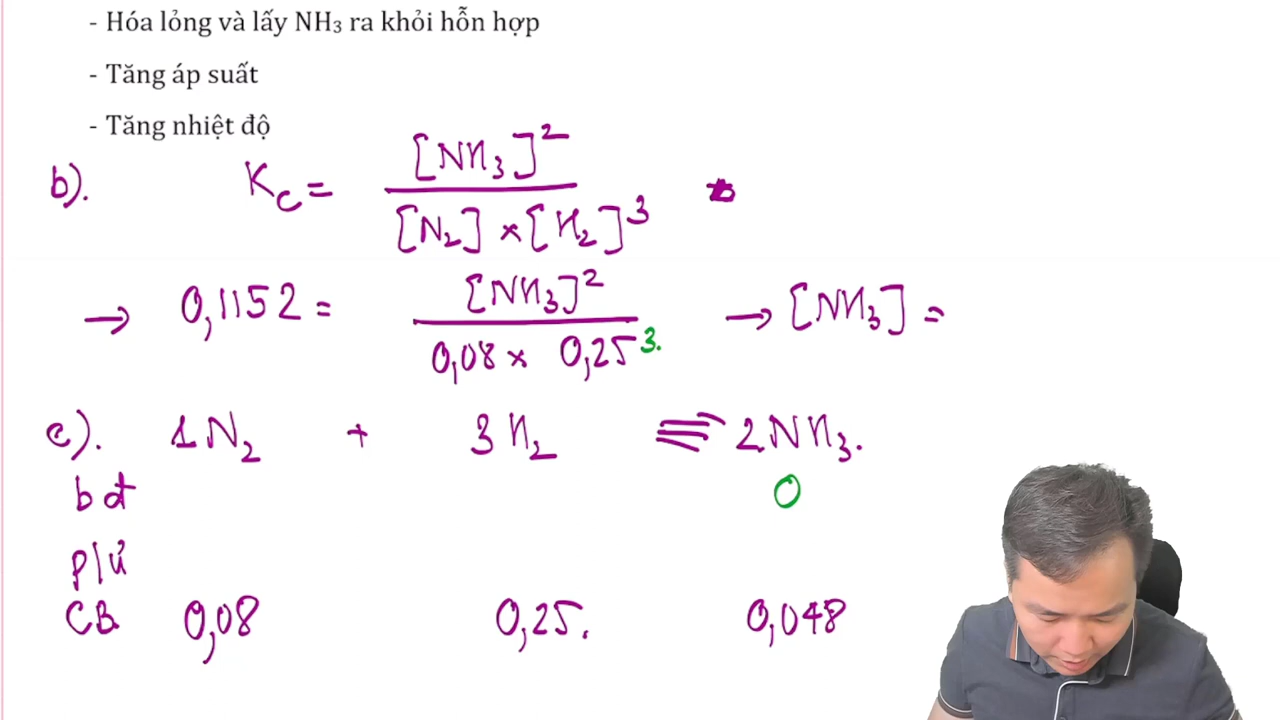 - Hóa lỏng và lấy NH₃ ra khỏi hỗn hợp
- Tăng áp suất
- Tăng nhiệt độ
b). K_C = [NH₃]² / [N₂] × [H₂]³
→ 0,1152 = [NH₃]² / 0,08 × 0,25³. → [NH₃] =
c). 1N₂ + 3H₂ ⇌ 2NH₃.
bđ 0
p/ư
CB 0,08 0,25. 0,048